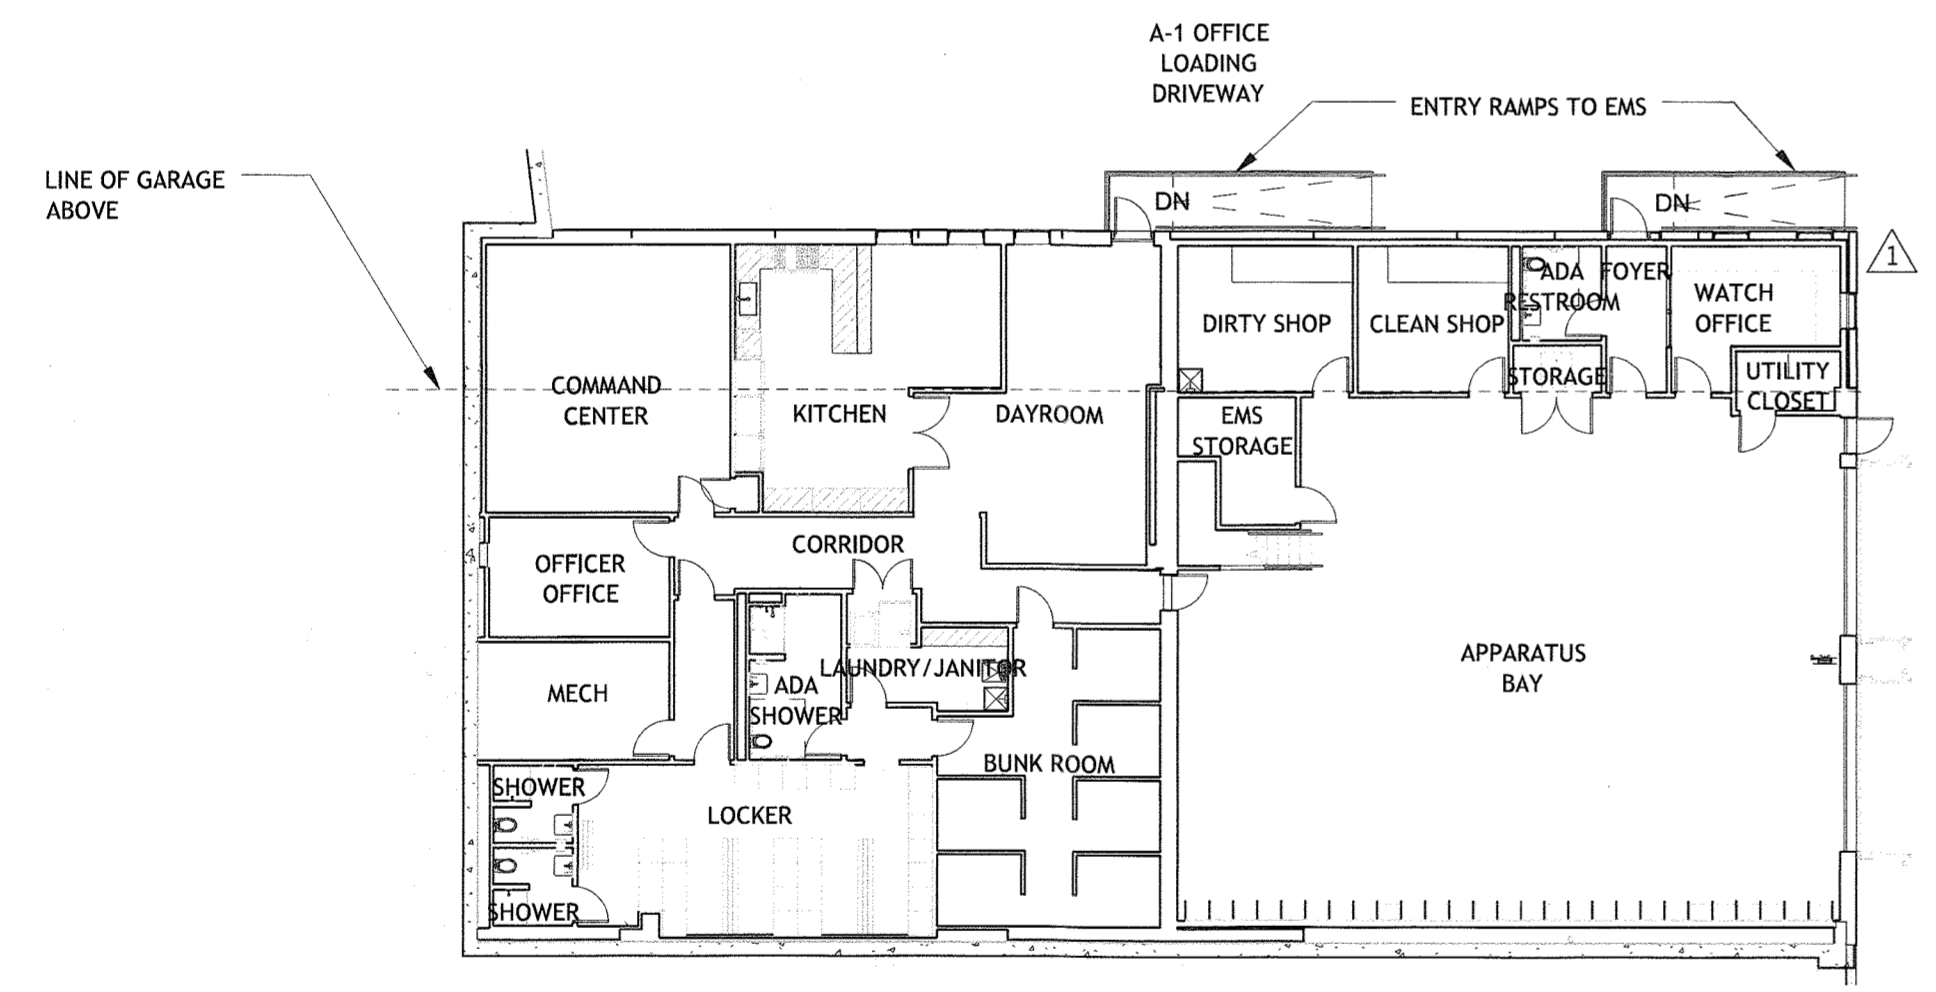 A-1 OFFICE
LOADING
DRIVEWAY
ENTRY RAMPS TO EMS
LINE OF GARAGE
ABOVE
DN
DN
1
ADA
RESTROOM
FOYER
WATCH
OFFICE
DIRTY SHOP
CLEAN SHOP
STORAGE
UTILITY
CLOSET
COMMAND
CENTER
KITCHEN
DAYROOM
EMS
STORAGE
CORRIDOR
OFFICER
OFFICE
APPARATUS
BAY
LAUNDRY/JANITOR
MECH
ADA
SHOWER
BUNK ROOM
SHOWER
LOCKER
SHOWER